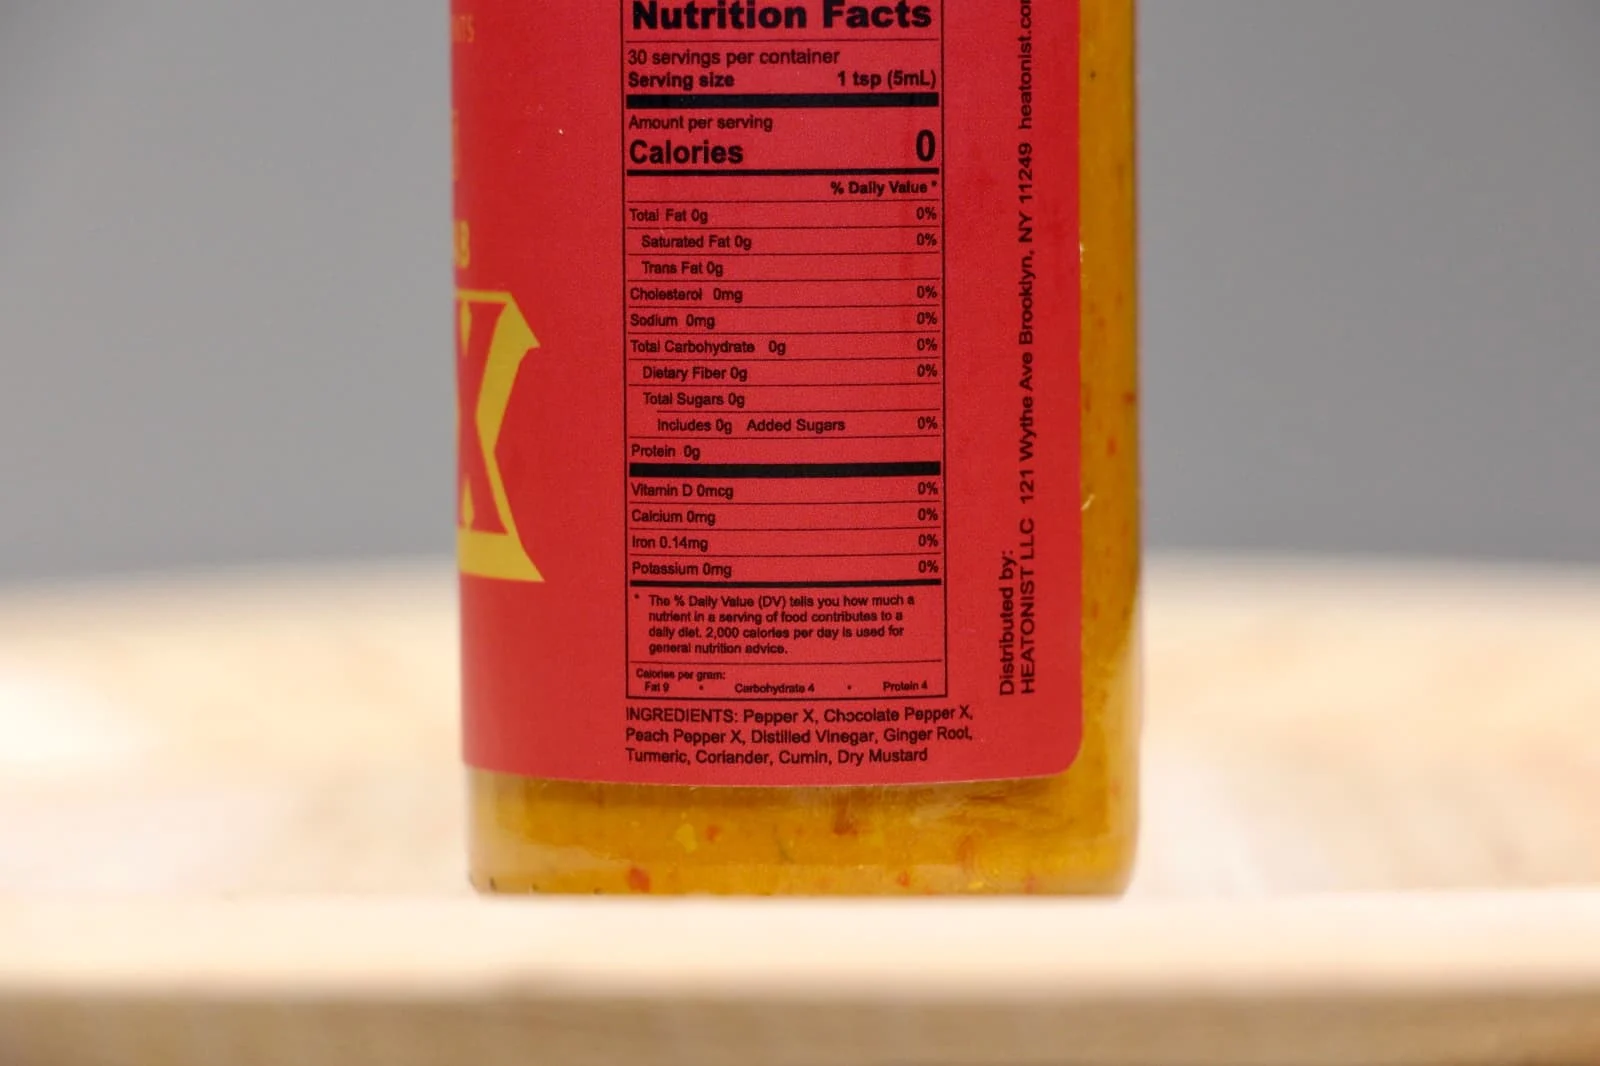 Nutrition Facts
30 servings per container
Serving size 1 tsp (5mL)
Amount per serving
Calories 0
% Daily Value *
Total Fat 0g 0%
Saturated Fat 0g 0%
Trans Fat 0g
Cholesterol 0mg 0%
Sodium 0mg 0%
Total Carbohydrate 0g 0%
Dietary Fiber 0g 0%
Total Sugars 0g
Includes 0g Added Sugars 0%
Protein 0g
Vitamin D 0mcg 0%
Calcium 0mg 0%
Iron 0.14mg 0%
Potassium 0mg 0%
* The % Daily Value (DV) tells you how much a
nutrient in a serving of food contributes to a
daily diet. 2,000 calories per day is used for
general nutrition advice.
Calories per gram:
Fat 9 • Carbohydrate 4 • Protein 4
INGREDIENTS: Pepper X, Chocolate Pepper X,
Peach Pepper X, Distilled Vinegar, Ginger Root,
Turmeric, Coriander, Cumin, Dry Mustard
Distributed by:
HEATONIST LLC 121 Wythe Ave Brooklyn, NY 11249 heatonist.co
X